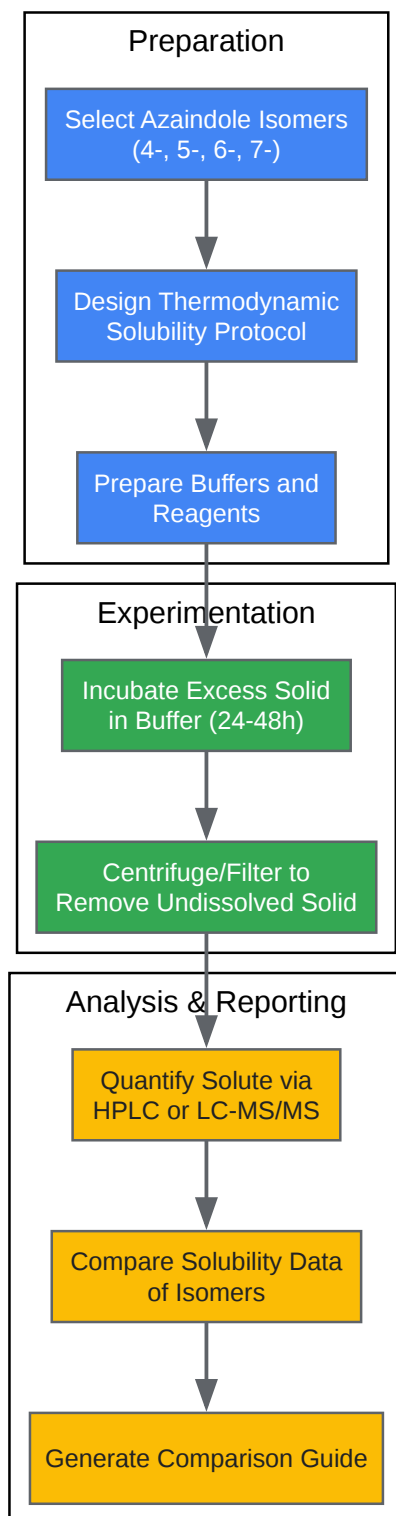 Preparation
Select Azaindole Isomers
(4-, 5-, 6-, 7-)
Design Thermodynamic
Solubility Protocol
Prepare Buffers and
Reagents
Experimentation
Incubate Excess Solid
in Buffer (24-48h)
Centrifuge/Filter to
Remove Undissolved Solid
Analysis & Reporting
Quantify Solute via
HPLC or LC-MS/MS
Compare Solubility Data
of Isomers
Generate Comparison Guide